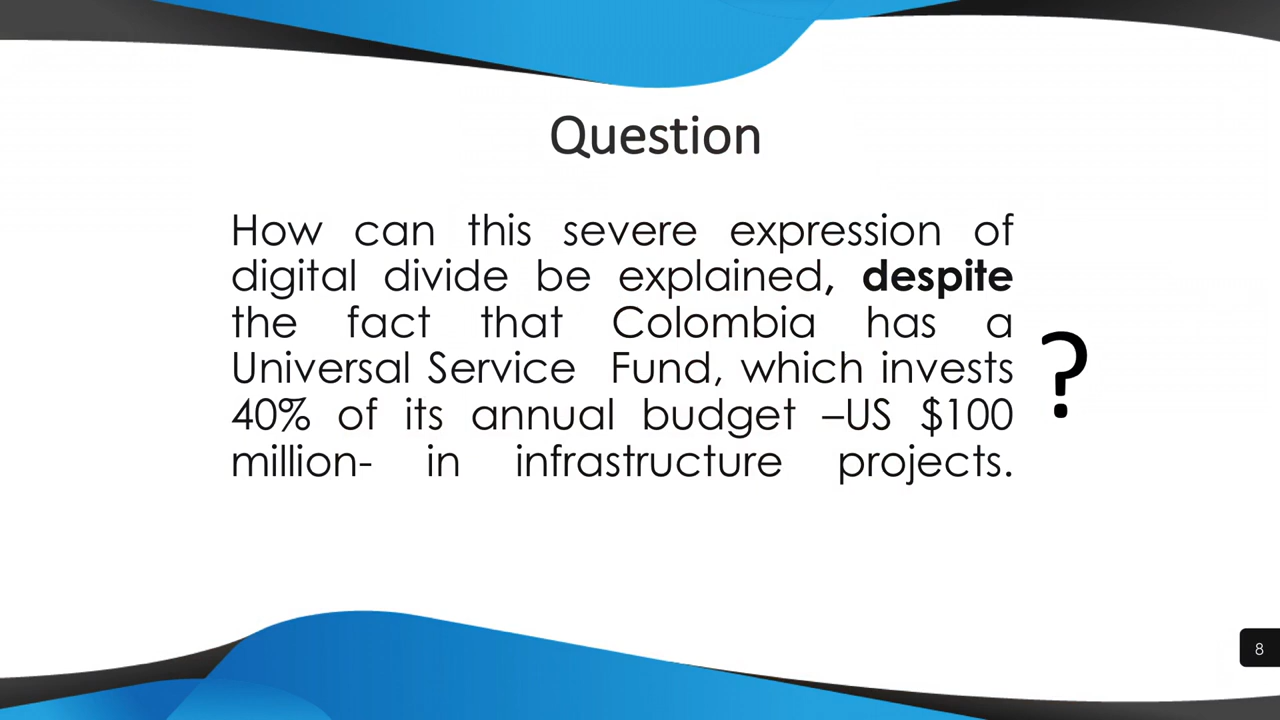 Question
How can this severe expression of
digital divide be explained, despite
the fact that Colombia has a
Universal Service Fund, which invests
40% of its annual budget –US $100
million- in infrastructure projects.
?
8